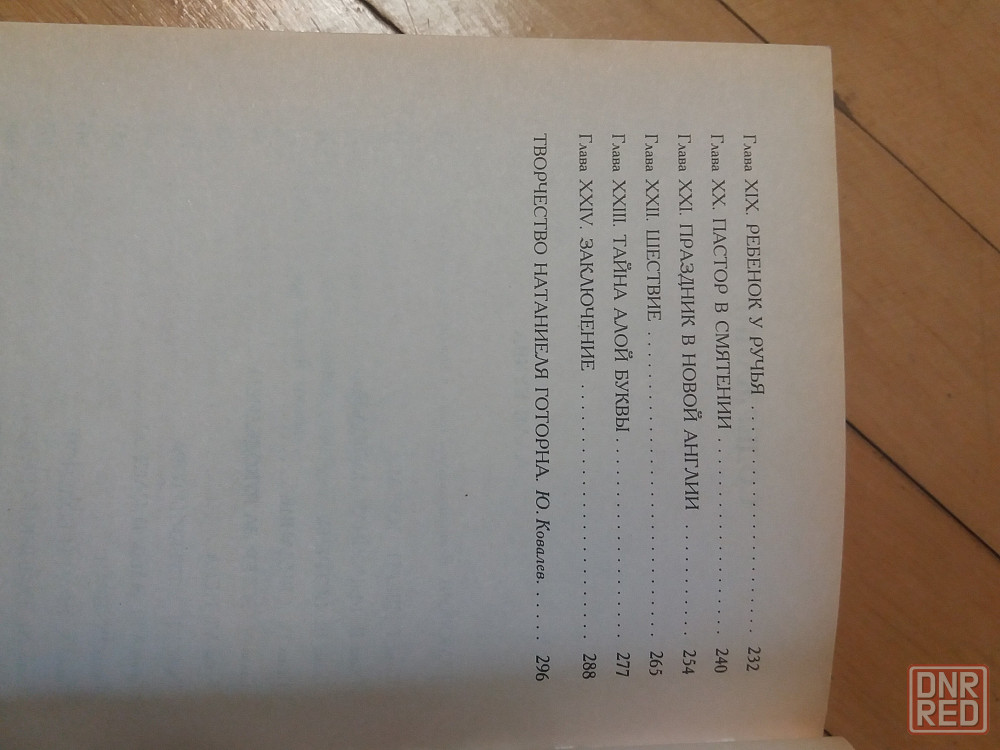 Глава XIX. РЕБЕНОК У РУЧЬЯ . . . . . . . . . . . . . . . . . . . . 232
Глава XX. ПАСТОР В СМЯТЕНИИ . . . . . . . . . . . . . . . . . . 240
Глава XXI. ПРАЗДНИК В НОВОЙ АНГЛИИ . . . . . . . . . . 254
Глава XXII. ШЕСТВИЕ . . . . . . . . . . . . . . . . . . . . . . . . . . . 265
Глава XXIII. ТАЙНА АЛОЙ БУКВЫ . . . . . . . . . . . . . . . . . 277
Глава XXIV. ЗАКЛЮЧЕНИЕ . . . . . . . . . . . . . . . . . . . . . . 288
ТВОРЧЕСТВО НАТАНИЕЛЯ ГОТОРНА. Ю. Ковалев. . . . . . 296
DNR
RED